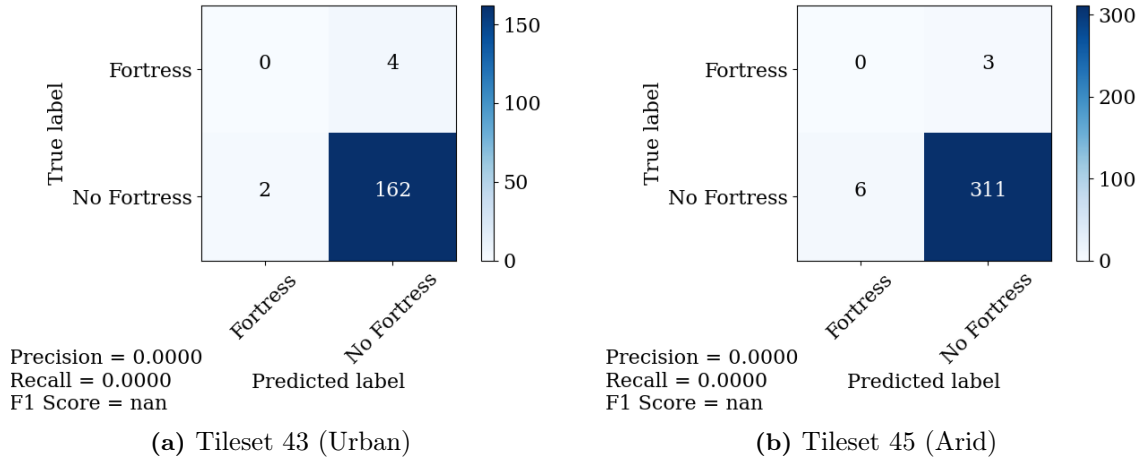 Fortress
No Fortress
True label
0
4
2
162
150
100
50
0
Fortress
No Fortress
Predicted label
Precision = 0.0000
Recall = 0.0000
F1 Score = nan
(a) Tileset 43 (Urban)
Fortress
No Fortress
True label
0
3
6
311
300
200
100
0
Fortress
No Fortress
Predicted label
Precision = 0.0000
Recall = 0.0000
F1 Score = nan
(b) Tileset 45 (Arid)